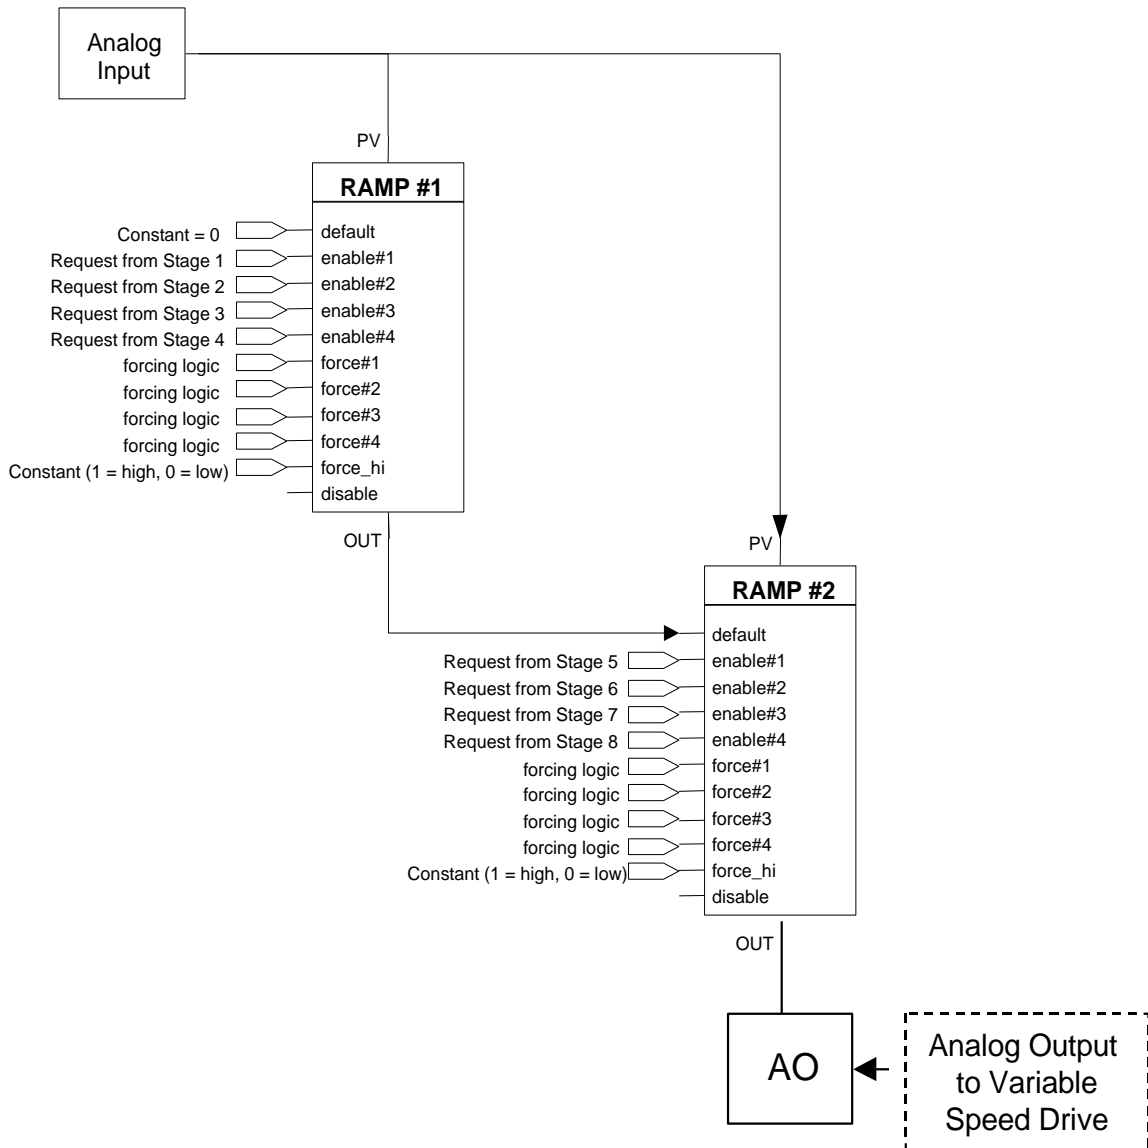 Analog
Input
PV
RAMP #1
Constant = 0
default
Request from Stage 1
enable#1
Request from Stage 2
enable#2
Request from Stage 3
enable#3
Request from Stage 4
enable#4
forcing logic
force#1
forcing logic
force#2
forcing logic
force#3
forcing logic
force#4
Constant (1 = high, 0 = low)
force_hi
disable
OUT
PV
RAMP #2
default
Request from Stage 5
enable#1
Request from Stage 6
enable#2
Request from Stage 7
enable#3
Request from Stage 8
enable#4
forcing logic
force#1
forcing logic
force#2
forcing logic
force#3
forcing logic
force#4
Constant (1 = high, 0 = low)
force_hi
disable
OUT
AO
Analog Output
to Variable
Speed Drive